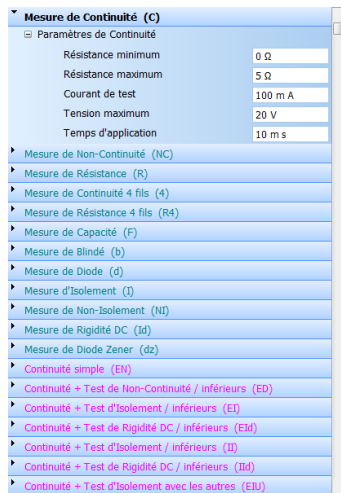 Mesure de Continuité (C)
Paramètres de Continuité
Résistance minimum 0 Ω
Résistance maximum 5 Ω
Courant de test 100 m A
Tension maximum 20 V
Temps d'application 10 m s
Mesure de Non-Continuité (NC)
Mesure de Résistance (R)
Mesure de Continuité 4 fils (4)
Mesure de Résistance 4 fils (R4)
Mesure de Capacité (F)
Mesure de Blindé (b)
Mesure de Diode (d)
Mesure d'Isolement (I)
Mesure de Non-Isolement (NI)
Mesure de Rigidité DC (Id)
Mesure de Diode Zener (dz)
Continuité simple (EN)
Continuité + Test de Non-Continuité / inférieurs (ED)
Continuité + Test d'Isolement / inférieurs (EI)
Continuité + Test de Rigidité DC / inférieurs (EId)
Continuité + Test d'Isolement / inférieurs (II)
Continuité + Test de Rigidité DC / inférieurs (IId)
Continuité + Test d'Isolement avec les autres (EIU)